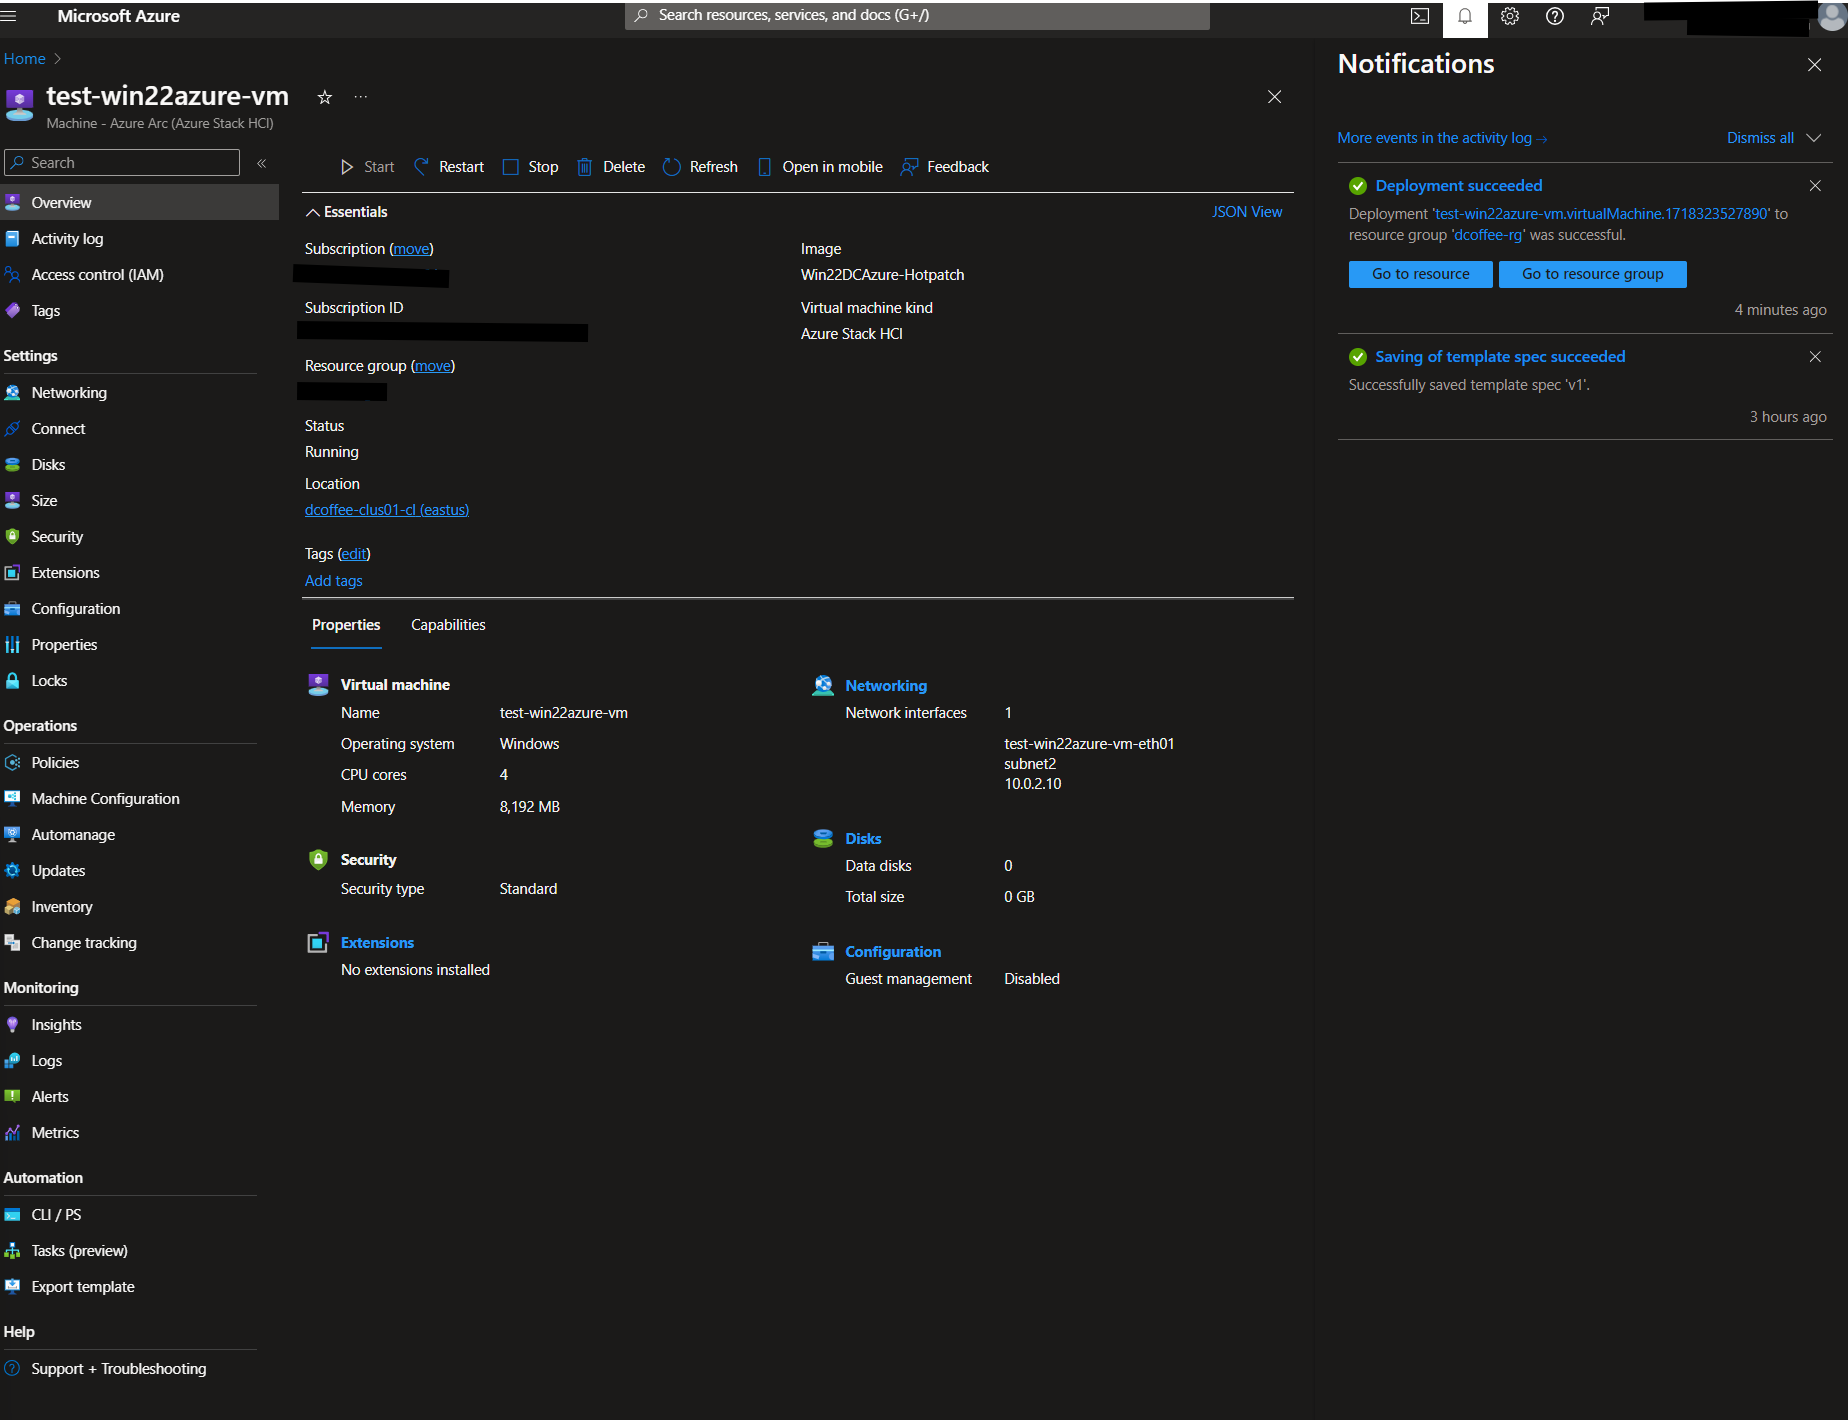 Microsoft Azure
Search resources, services, and docs (G+/)
Home
test-win22azure-vm
Machine - Azure Arc (Azure Stack HCI)
Search
Overview
Activity log
Access control (IAM)
Tags
Settings
Networking
Connect
Disks
Size
Security
Extensions
Configuration
Properties
Locks
Operations
Policies
Machine Configuration
Automanage
Updates
Inventory
Change tracking
Monitoring
Insights
Logs
Alerts
Metrics
Automation
CLI / PS
Tasks (preview)
Export template
Help
Support + Troubleshooting
Start Restart Stop Delete Refresh Open in mobile Feedback
Essentials
JSON View
Subscription (move)
Subscription ID
Resource group (move)
Status
Running
Location
dcoffee-clus01-cl (eastus)
Tags (edit)
Add tags
Image
Win22DCAzure-Hotpatch
Virtual machine kind
Azure Stack HCI
Properties Capabilities
Virtual machine
Name test-win22azure-vm
Operating system Windows
CPU cores 4
Memory 8,192 MB
Security
Security type Standard
Extensions
No extensions installed
Networking
Network interfaces 1
test-win22azure-vm-eth01
subnet2
10.0.2.10
Disks
Data disks 0
Total size 0 GB
Configuration
Guest management Disabled
Notifications
More events in the activity log →
Dismiss all
Deployment succeeded
Deployment 'test-win22azure-vm.virtualMachine.1718323527890' to
resource group 'dcoffee-rg' was successful.
Go to resource Go to resource group
4 minutes ago
Saving of template spec succeeded
Successfully saved template spec 'v1'.
3 hours ago